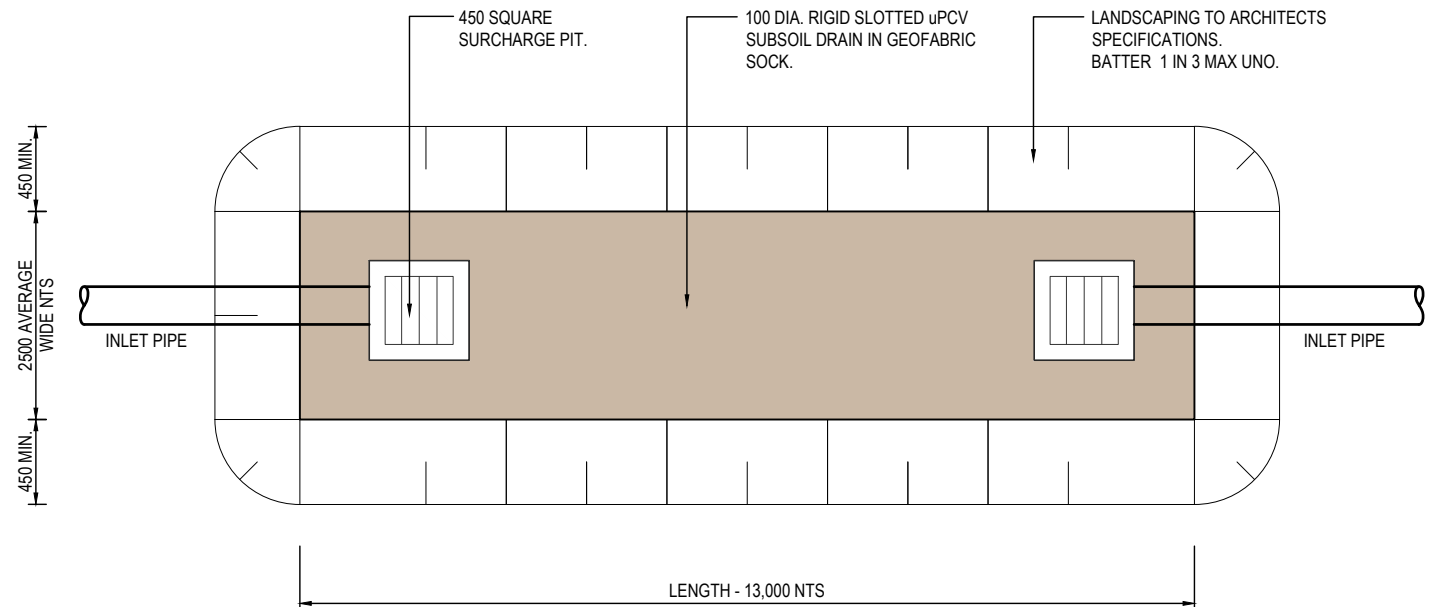 450 SQUARE
SURCHARGE PIT.
100 DIA. RIGID SLOTTED uPCV
SUBSOIL DRAIN IN GEOFABRIC
SOCK.
LANDSCAPING TO ARCHITECTS
SPECIFICATIONS.
BATTER 1 IN 3 MAX UNO.
450 MIN.
2500 AVERAGE
WIDE NTS
450 MIN.
INLET PIPE
INLET PIPE
LENGTH - 13,000 NTS